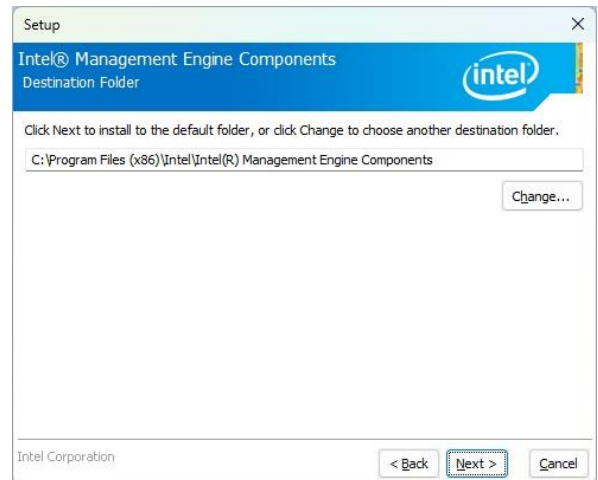 Setup
Intel® Management Engine Components
Destination Folder
intel
Click Next to install to the default folder, or click Change to choose another destination folder.
C:\Program Files (x86)\Intel\Intel(R) Management Engine Components
Change...
Intel Corporation
< Back Next > Cancel